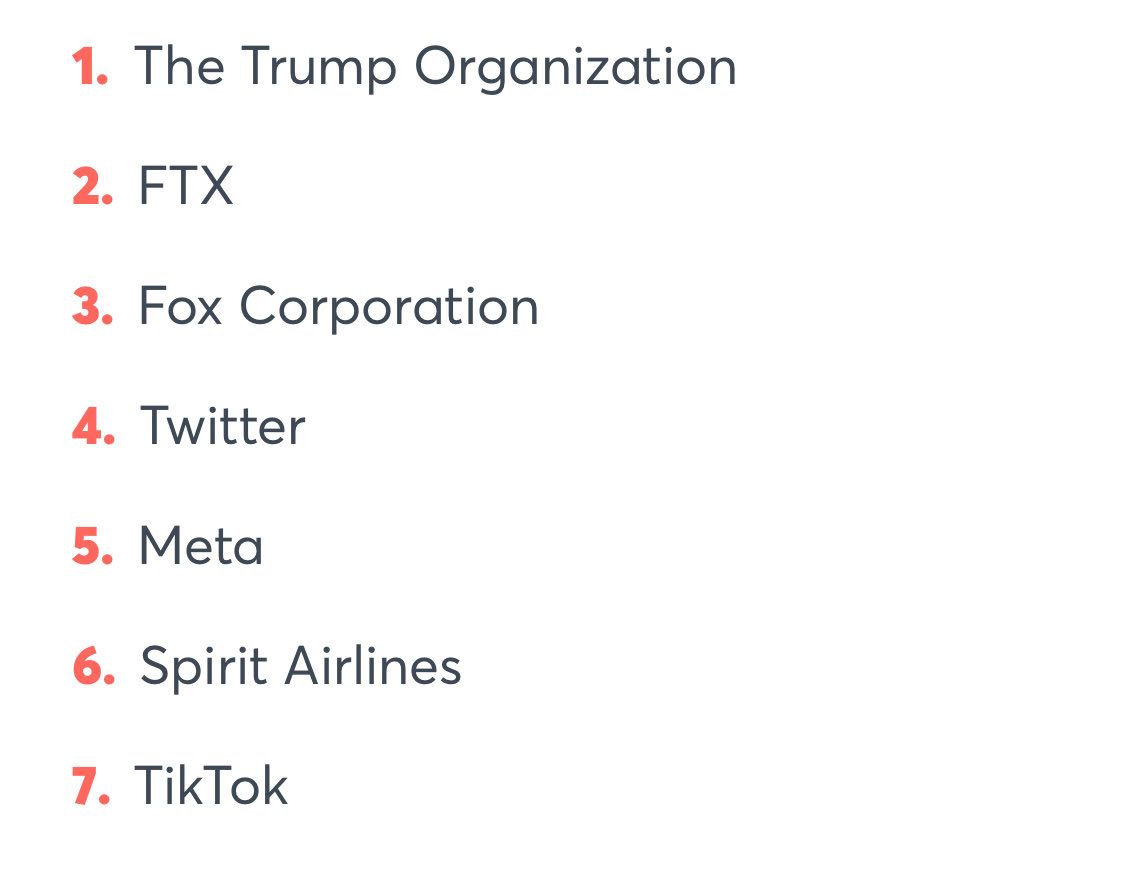 1. The Trump Organization
2. FTX
3. Fox Corporation
4. Twitter
5. Meta
6. Spirit Airlines
7. TikTok